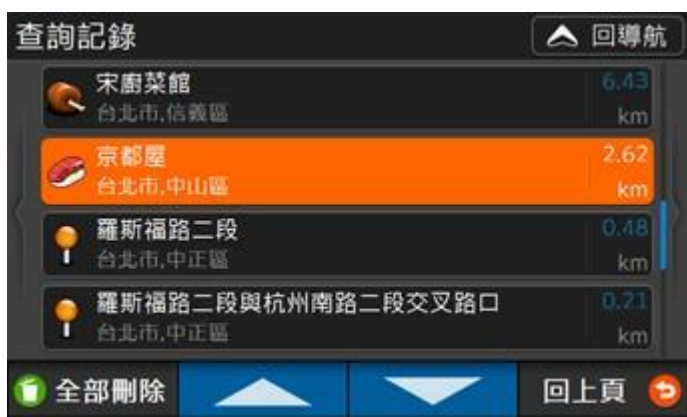 查詢記錄
回導航
宋廚菜館
6.43
台北市,信義區
km
京都屋
2.62
台北市,中山區
km
羅斯福路二段
0.48
台北市,中正區
km
羅斯福路二段與杭州南路二段交叉路口
0.21
台北市,中正區
km
全部刪除
回上頁